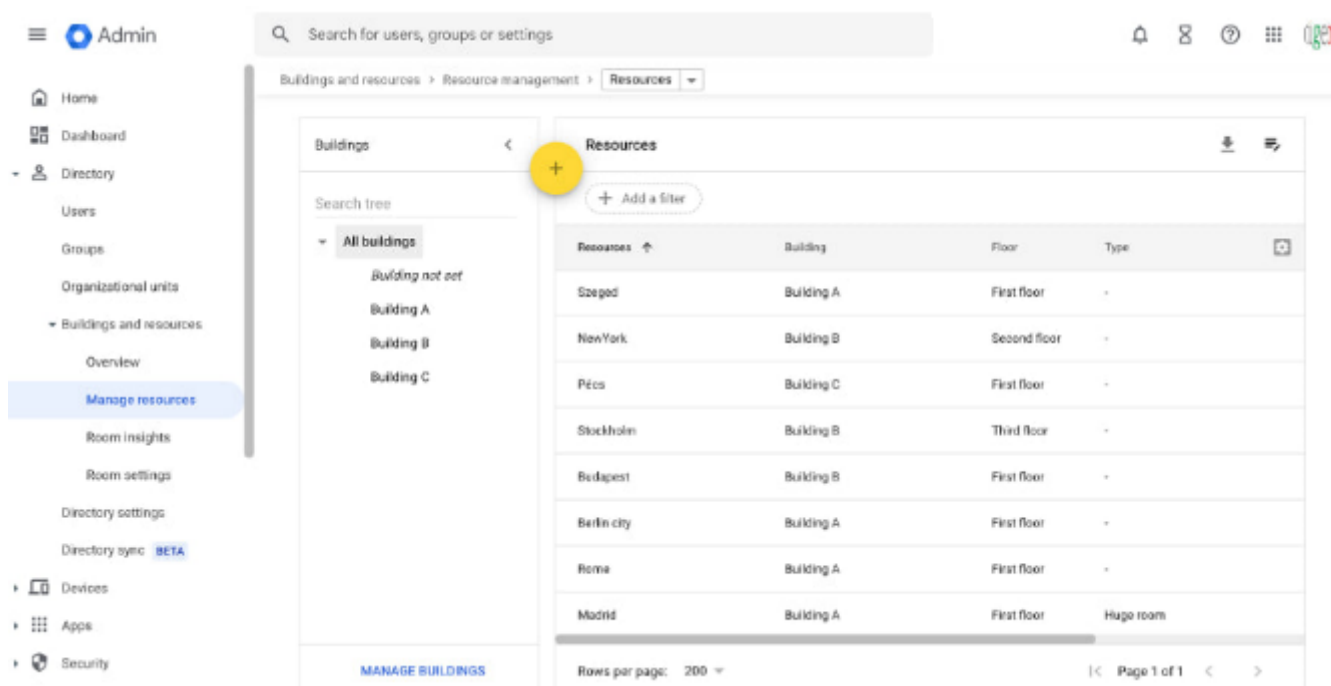 Admin
Search for users, groups or settings
Buildings and resources > Resource management > Resources
Home
Dashboard
Directory
Users
Groups
Organizational units
Buildings and resources
Overview
Manage resources
Room insights
Room settings
Directory settings
Directory sync BETA
Devices
Apps
Security
Buildings
Search tree
All buildings
Building not set
Building A
Building B
Building C
MANAGE BUILDINGS
Resources
+ Add a filter
Resources Building Floor Type
Szeged Building A First floor -
NewYork Building B Second floor -
Pécs Building C First floor -
Stockholm Building B Third floor -
Budapest Building B First floor -
Berlin city Building A First floor -
Rome Building A First floor -
Madrid Building A First floor Huge room
Rows per page: 200 Page 1 of 1